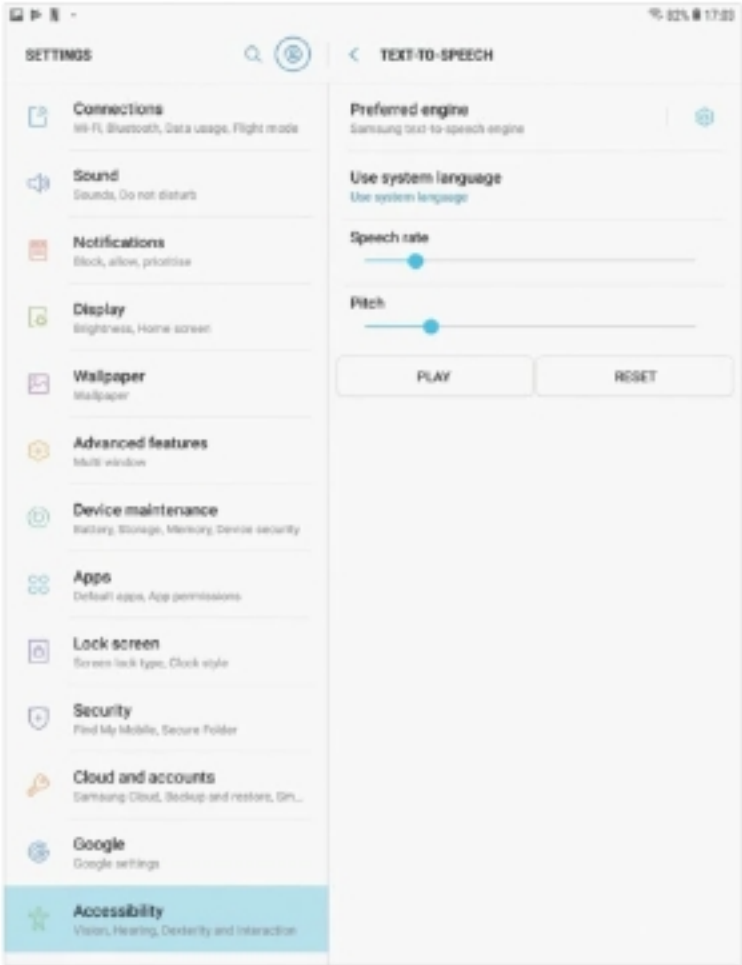 82% 17:03
SETTINGS
TEXT-TO-SPEECH
Connections
Wi-Fi, Bluetooth, Data usage, Flight mode
Sound
Sounds, Do not disturb
Notifications
Block, allow, prioritise
Display
Brightness, Home screen
Wallpaper
Wallpaper
Advanced features
Multi window
Device maintenance
Battery, Storage, Memory, Device security
Apps
Default apps, App permissions
Lock screen
Screen lock type, Clock style
Security
Find My Mobile, Secure Folder
Cloud and accounts
Samsung Cloud, Backup and restore, Sm...
Google
Google settings
Accessibility
Vision, Hearing, Dexterity and interaction
Preferred engine
Samsung text-to-speech engine
Use system language
Use system language
Speech rate
Pitch
PLAY
RESET